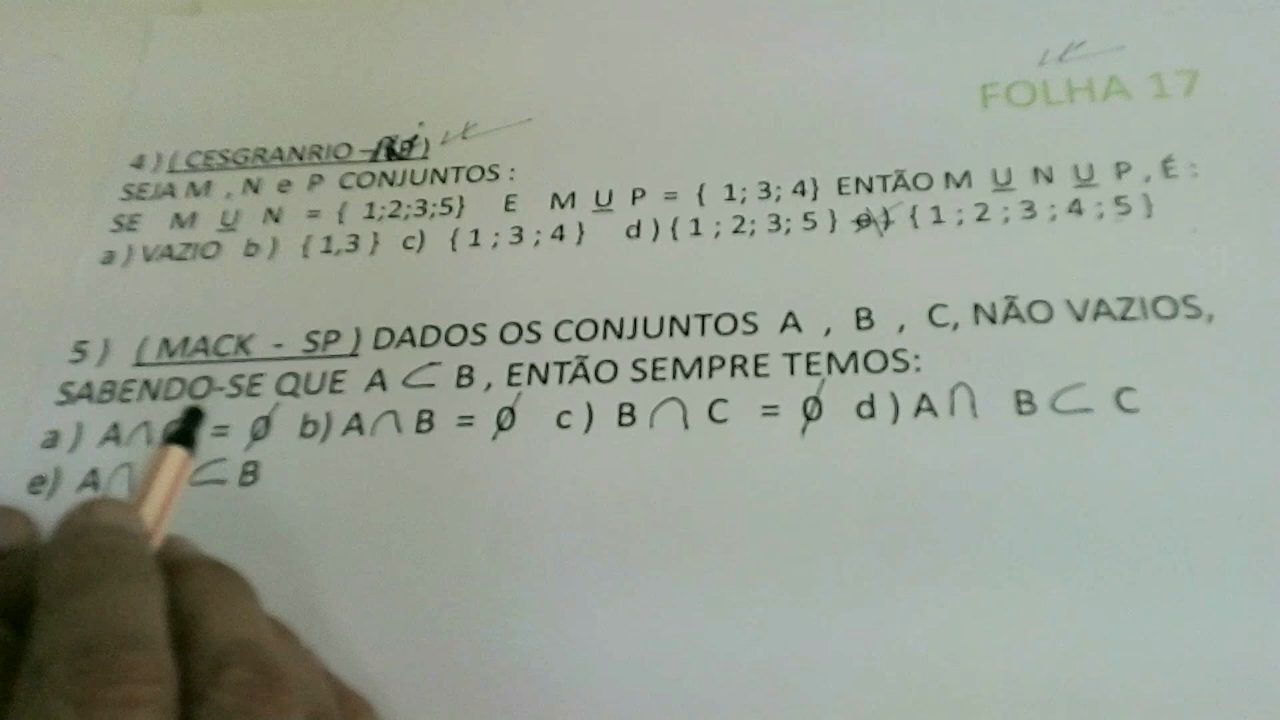 FOLHA 17
4 ) ( CESGRANRIO - )
SEJA M , N e P CONJUNTOS :
SE M U N = { 1;2;3;5} E M U P = { 1; 3; 4} ENTÃO M U N U P , É :
a ) VAZIO b ) {1,3 } c) {1 ; 3 ; 4 } d ) { 1 ; 2; 3; 5 } e) { 1 ; 2 ; 3 ; 4 ; 5 }
5 ) ( MACK - SP ) DADOS OS CONJUNTOS A , B , C, NÃO VAZIOS,
SABENDO-SE QUE A ⊂ B , ENTÃO SEMPRE TEMOS:
a ) A ∩ = Ø b) A ∩ B = Ø c ) B ∩ C = Ø d ) A ∩ B ⊂ C
e) A ∩ ⊂ B